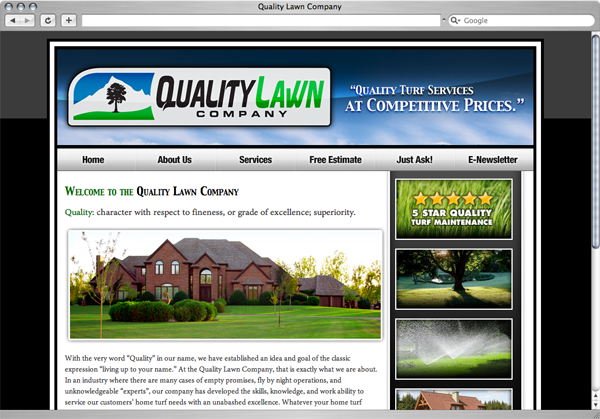 Quality Lawn Company
Google
QUALITY LAWN
COMPANY
“QUALITY TURF SERVICES
AT COMPETITIVE PRICES.”
Home About Us Services Free Estimate Just Ask! E-Newsletter
WELCOME TO THE QUALITY LAWN COMPANY
Quality: character with respect to fineness, or grade of excellence; superiority.
5 STAR QUALITY
TURF MAINTENANCE
With the very word “Quality” in our name, we have established an idea and goal of the classic
expression “living up to your name.” At the Quality Lawn Company, that is exactly what we are about.
In an industry where there are many cases of empty promises, fly by night operations, and
unknowledgeable “experts”, our company has developed the skills, knowledge, and work ability to
service our customers’ home turf needs with an unabashed excellence. Whatever your home turf